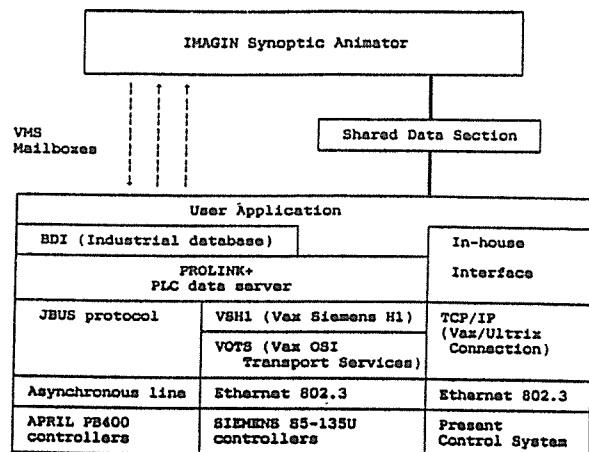 IMAGIN Synoptic Animator
VMS
Mailboxes
Shared Data Section
User Application
BDI (Industrial database)
In-house
Interface
PROLINK+
PLC data server
JBUS protocol
VSH1 (Vax Siemens H1)
VOTS (Vax OSI
Transport Services)
TCP/IP
(Vax/Ultrix
Connection)
Asynchronous line
Ethernet 802.3
Ethernet 802.3
APRIL PB400
controllers
SIEMENS S5-135U
controllers
Present
Control System